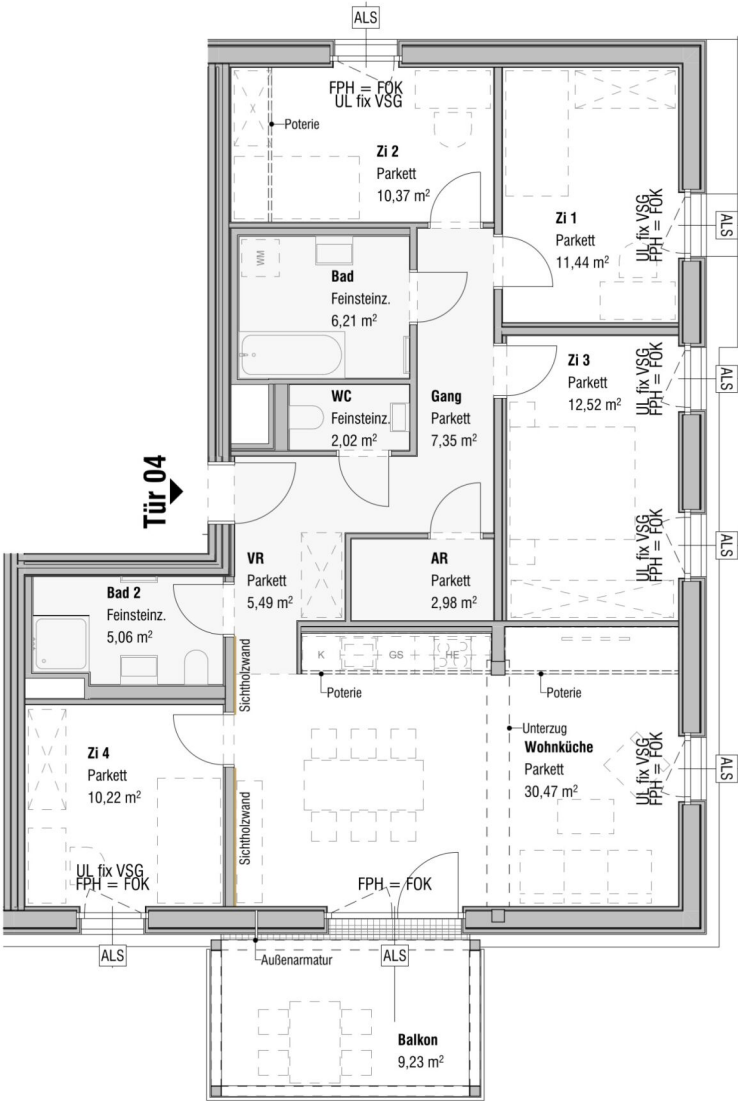 ALS
FPH = FOK
UL fix VSG
Poterie
Zi 2
Parkett
10,37 m²
Zi 1
Parkett
11,44 m²
UL fix VSG
FPH = FOK
ALS
WM
Bad
Feinsteinz.
6,21 m²
Zi 3
Parkett
12,52 m²
UL fix VSG
FPH = FOK
ALS
WC
Feinsteinz.
2,02 m²
Gang
Parkett
7,35 m²
Tür 04
UL fix VSG
FPH = FOK
ALS
VR
Parkett
5,49 m²
AR
Parkett
2,98 m²
Bad 2
Feinsteinz.
5,06 m²
Sichtholzwand
K
GS
HE
Poterie
Poterie
Unterzug
Wohnküche
Parkett
30,47 m²
UL fix VSG
FPH = FOK
ALS
Zi 4
Parkett
10,22 m²
Sichtholzwand
UL fix VSG
FPH = FOK
FPH = FOK
ALS
Außenarmatur
ALS
Balkon
9,23 m²